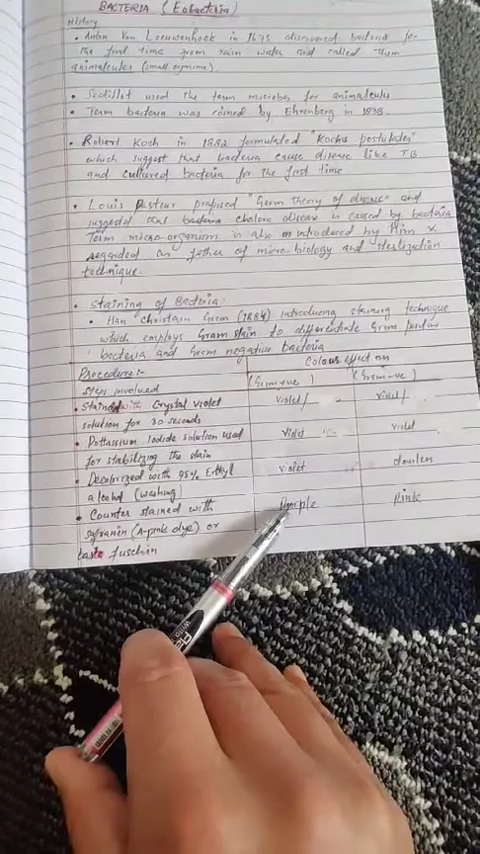 BACTERIA (Eubacteria)
History
• Anton Von Leeuwenhoek in 1675 discovered bacteria for
the first time from rain water and called them
animalcules (small organisms).
• Sedillot used the term microbes for animalcules
• Term bacteria was coined by Ehrenberg in 1838.
• Robert Koch in 1882 formulated "Koch's postulates"
which suggest that bacteria cause disease like TB
and cultured bacteria for the first time
• Louis Pasteur proposed "Germ theory of disease" and
suggested that bacteria cholera disease is caused by bacteria
Term micro-organism is also introduced by Him &
regarded as father of micro-biology and sterlization
technique.
• Staining of Bacteria:
• Han Christain Gram (1884) introducing staining technique
which employs Gram stain to differentiate Gram positive
bacteria and Gram negative bacteria
Procedure:- Colour effect on
Steps involved (Gram+ve) (Gram-ve)
• Stained with Crystal violet violet/ violet/
solution for 30 seconds
• Pottassium Iodide solution used violet violet
for stabilizing the stain
• Decolrized with 95% Ethyl violet
alcohol (washing)
• Counter stained with Purple Pink
safranin (A-pink dye) or
fuschin